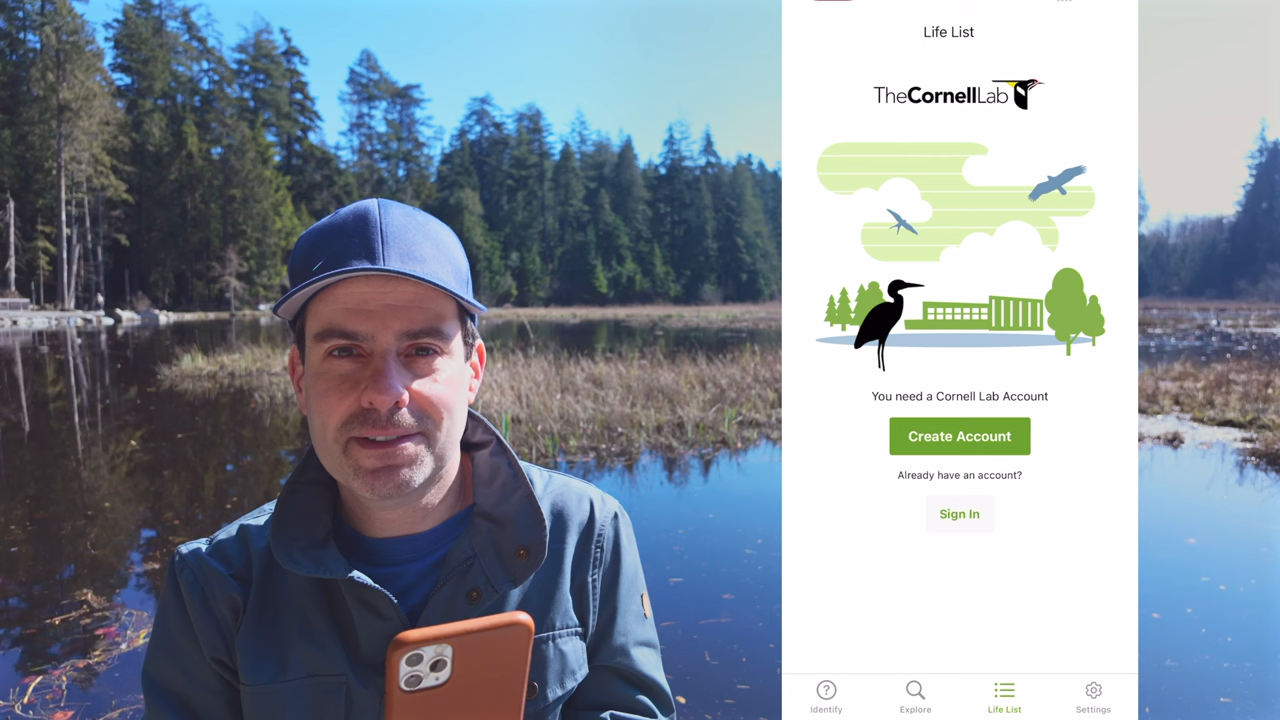 Life List
TheCornellLab
You need a Cornell Lab Account
Create Account
Already have an account?
Sign In
Identify
Explore
Life List
Settings